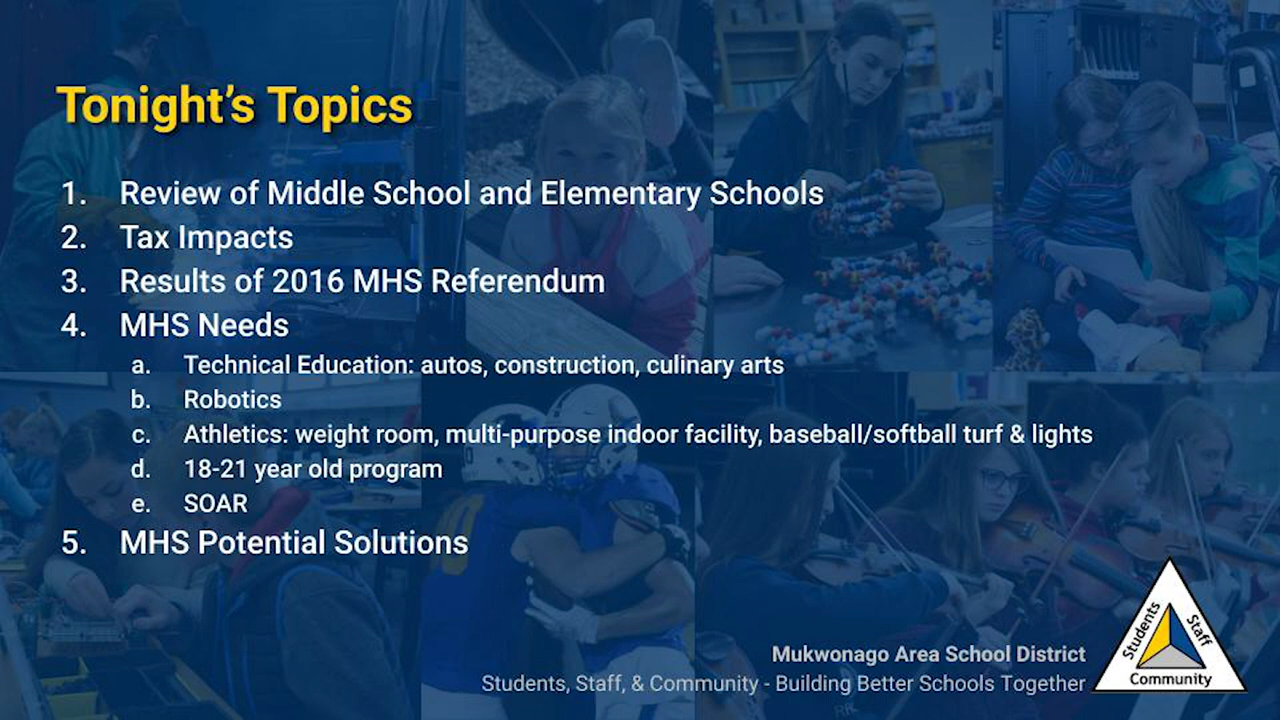 Tonight's Topics
1. Review of Middle School and Elementary Schools
2. Tax Impacts
3. Results of 2016 MHS Referendum
4. MHS Needs
a. Technical Education: autos, construction, culinary arts
b. Robotics
c. Athletics: weight room, multi-purpose indoor facility, baseball/softball turf & lights
d. 18-21 year old program
e. SOAR
5. MHS Potential Solutions
Mukwonago Area School District
Students, Staff, & Community - Building Better Schools Together
Students
Staff
Community